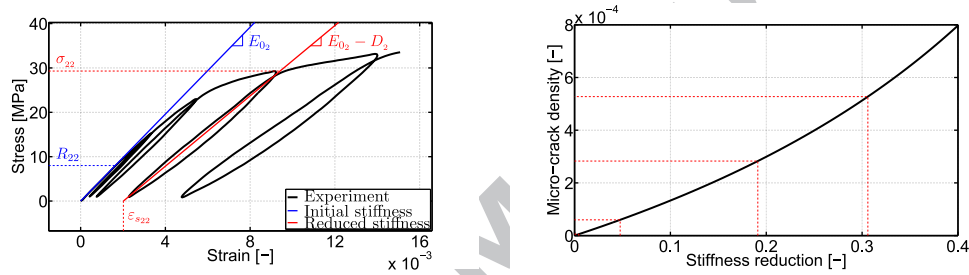 40
30
20
10
0
Stress [MPa]
σ₂₂
R₂₂
E₀₂
E₀₂ − D₂
ε_{s₂₂}
Experiment
Initial stiffness
Reduced stiffness
0 4 8 12 16
Strain [−]
x 10⁻³
8 x 10⁻⁴
6
4
2
0
Micro−crack density [−]
0 0.1 0.2 0.3 0.4
Stiffness reduction [−]